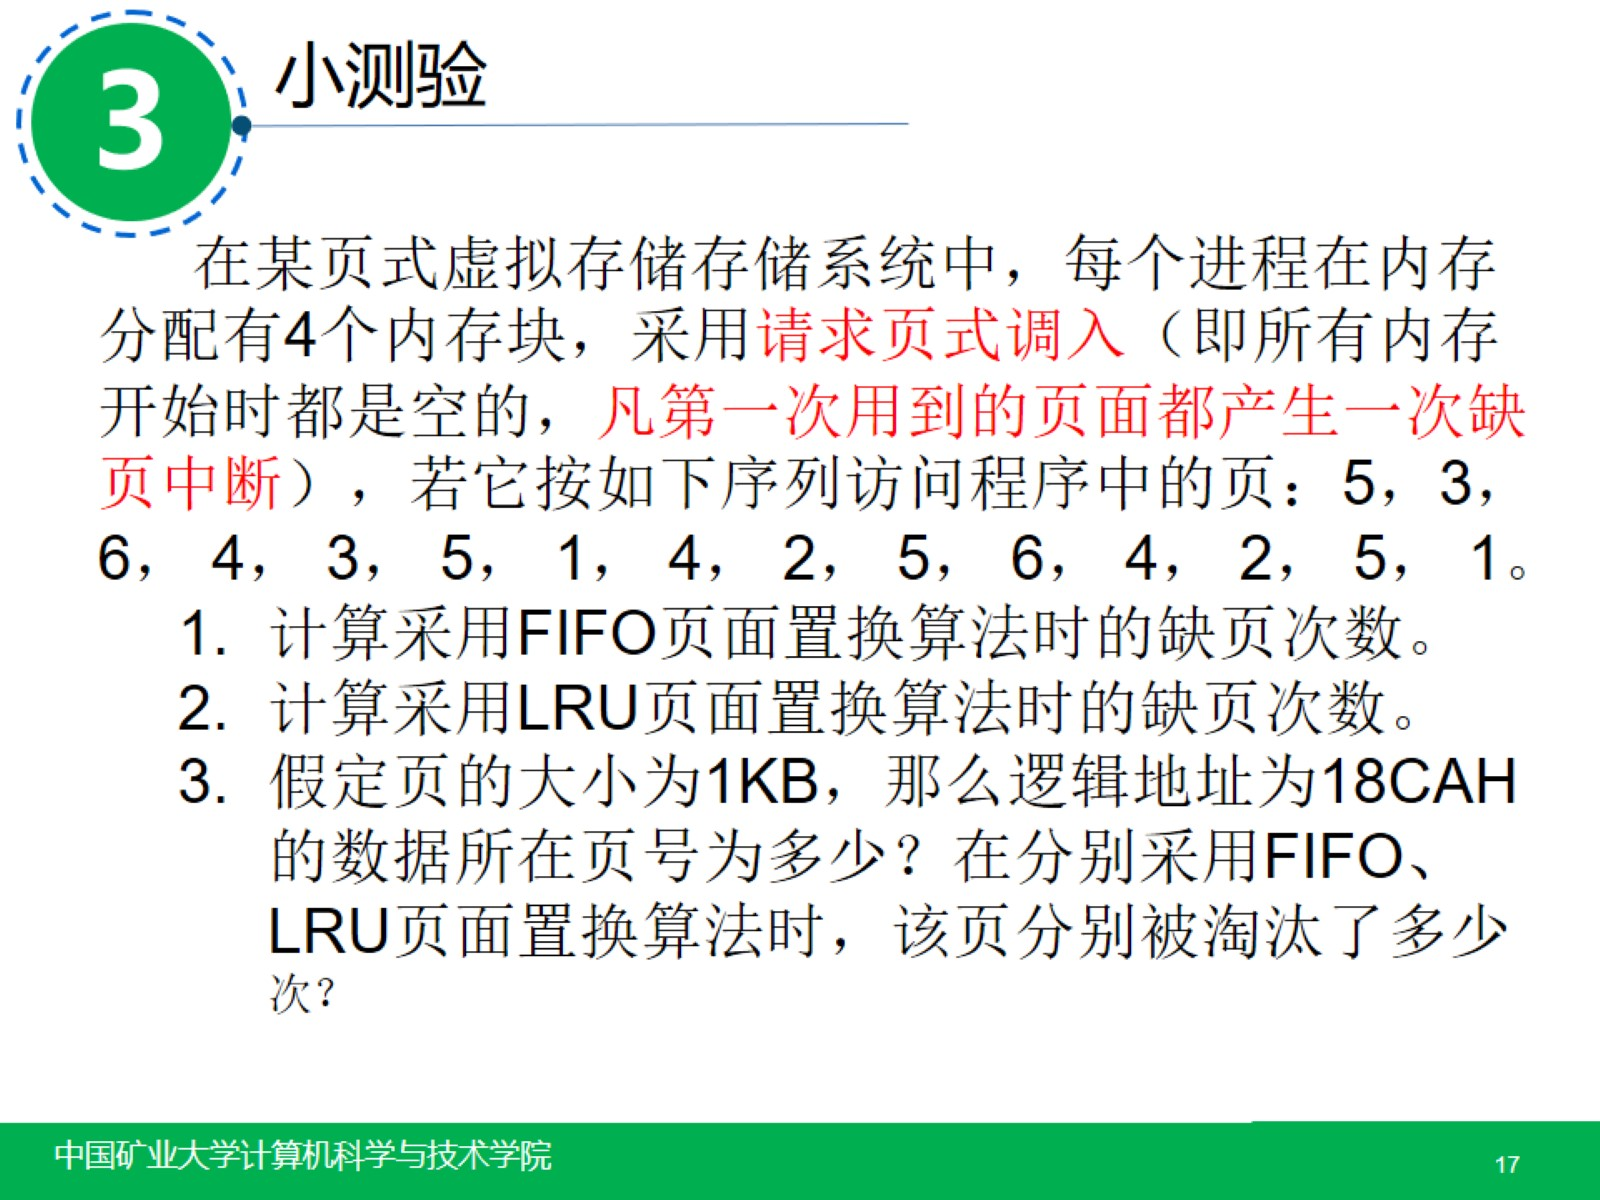 3
小测验
在某页式虚拟存储存储系统中，每个进程在内存
分配有4个内存块，采用请求页式调入（即所有内存
开始时都是空的，凡第一次用到的页面都产生一次缺
页中断），若它按如下序列访问程序中的页：5，3，
6， 4， 3， 5， 1， 4， 2， 5， 6， 4， 2， 5， 1。
1. 计算采用FIFO页面置换算法时的缺页次数。
2. 计算采用LRU页面置换算法时的缺页次数。
3. 假定页的大小为1KB，那么逻辑地址为18CAH
的数据所在页号为多少？在分别采用FIFO、
LRU页面置换算法时，该页分别被淘汰了多少
次？
中国矿业大学计算机科学与技术学院
17